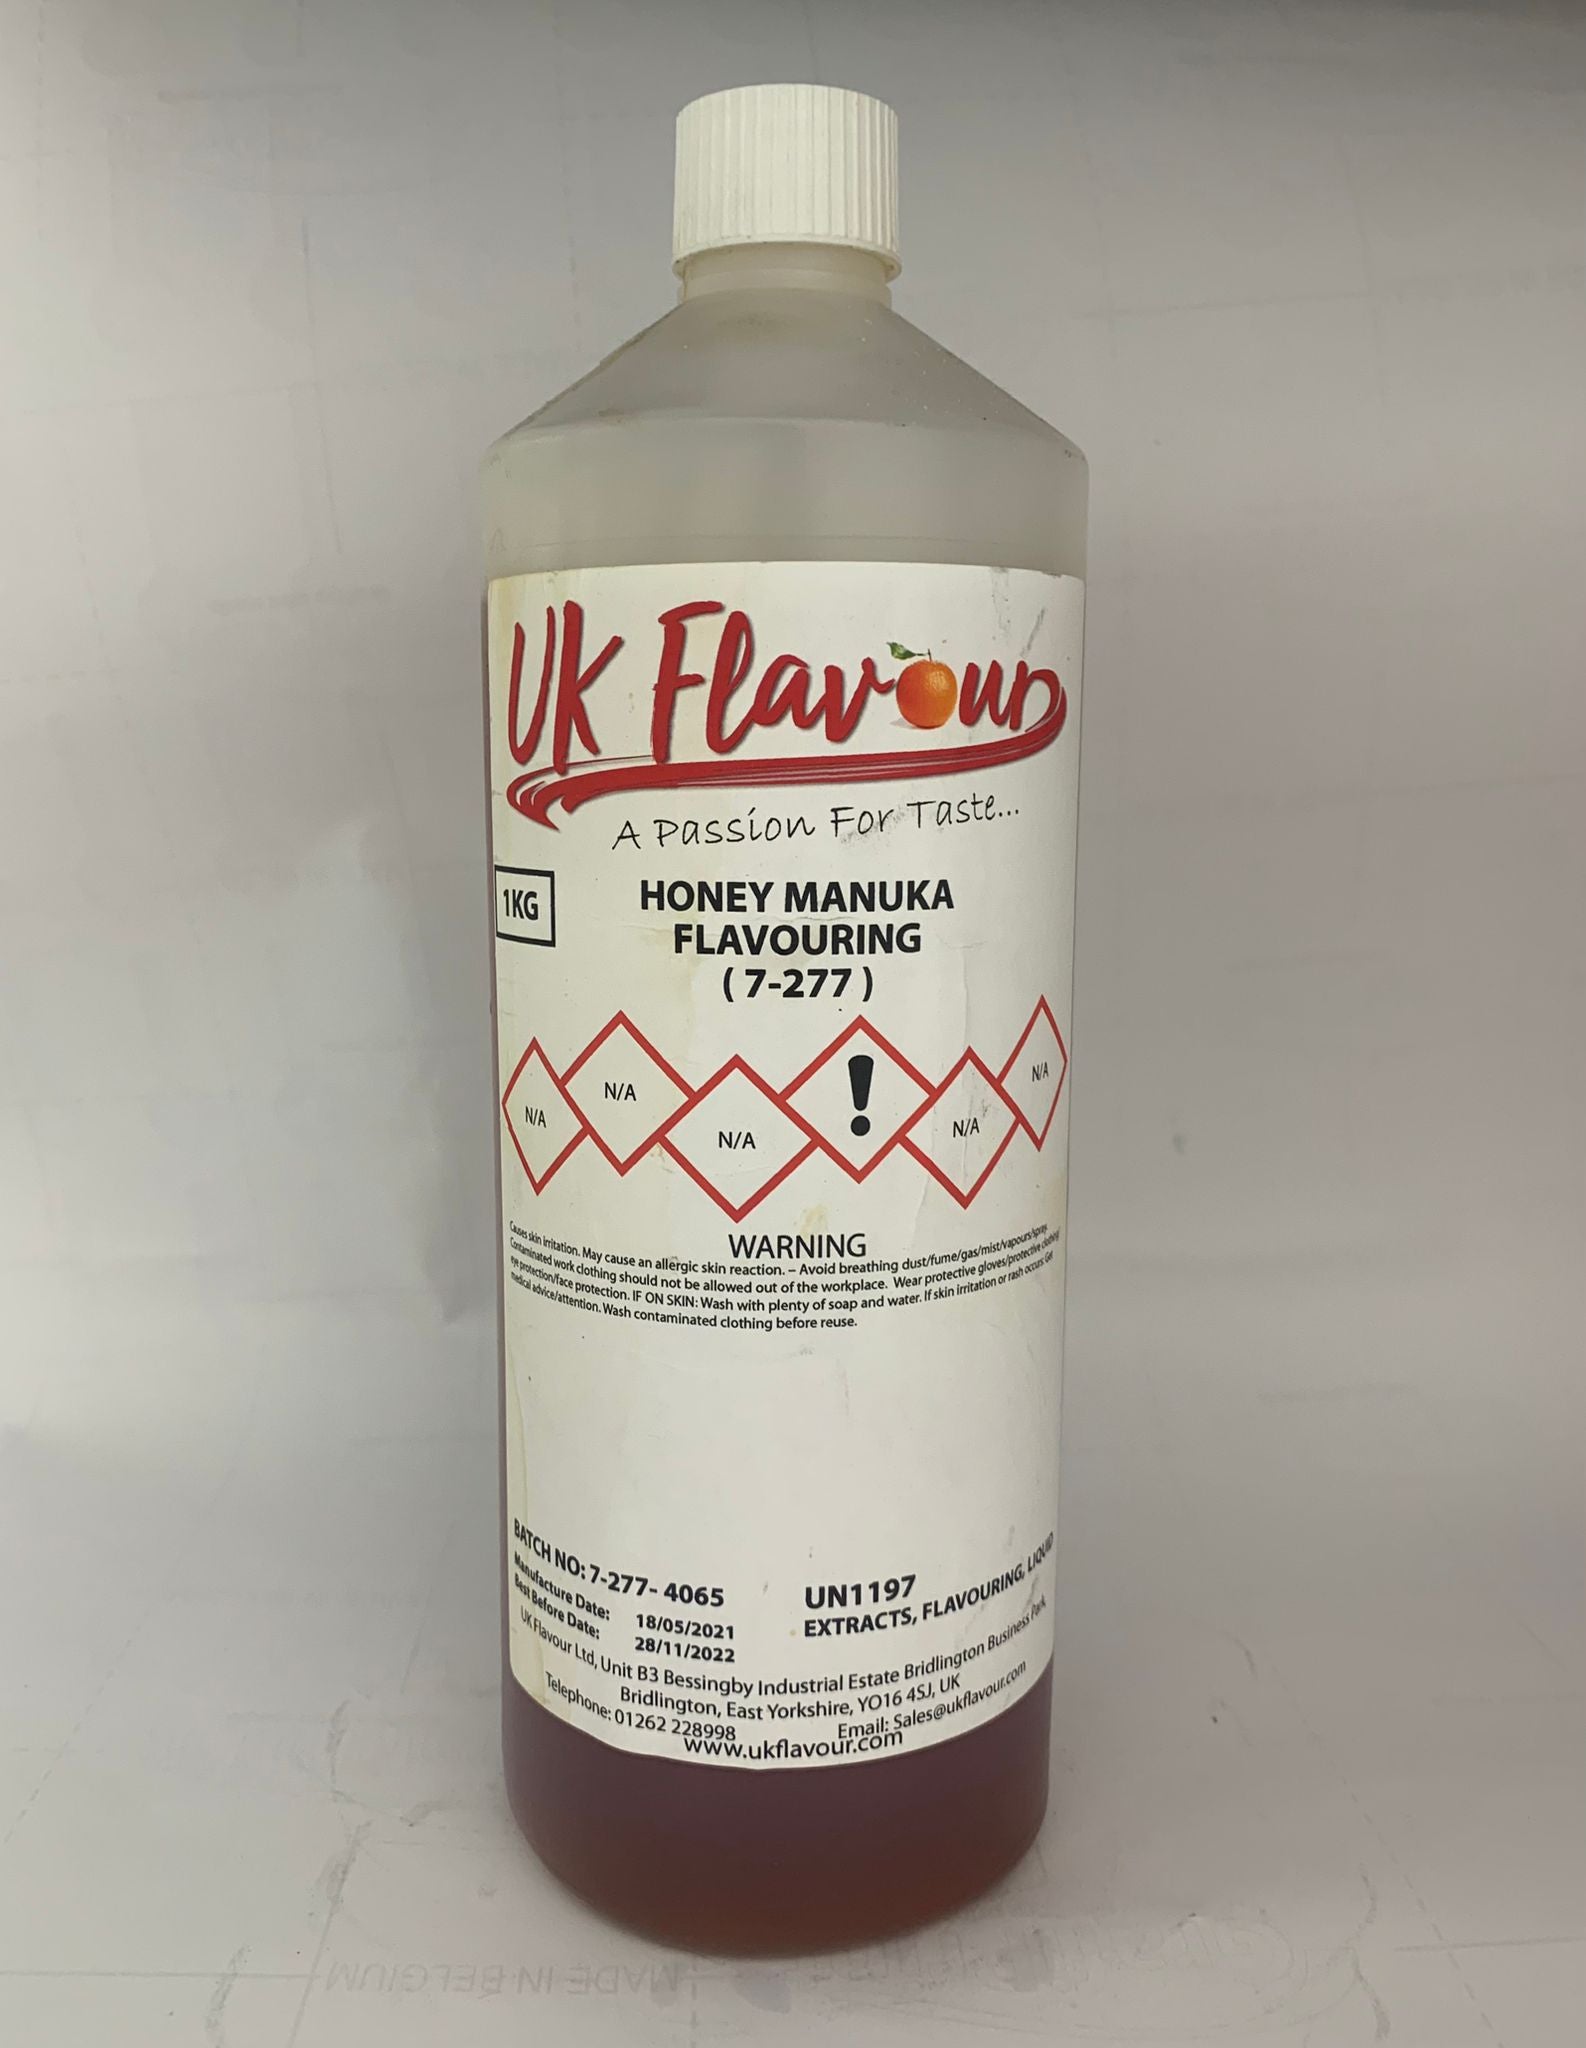 UK Flavour
A Passion For Taste...
1KG
HONEY MANUKA
FLAVOURING
( 7-277 )
N/A
N/A
N/A
!
N/A
N/A
WARNING
Causes skin irritation. May cause an allergic skin reaction. – Avoid breathing dust/fume/gas/mist/vapours/spray.
Contaminated work clothing should not be allowed out of the workplace. Wear protective gloves/protective clothing/
eye protection/face protection. IF ON SKIN: Wash with plenty of soap and water. If skin irritation or rash occurs: Get
medical advice/attention. Wash contaminated clothing before reuse.
BATCH NO: 7-277- 4065
Manufacture Date: 18/05/2021
Best Before Date: 28/11/2022
UN1197
EXTRACTS, FLAVOURING, LIQUID
UK Flavour Ltd, Unit B3 Bessingby Industrial Estate Bridlington Business Park,
Bridlington, East Yorkshire, YO16 4SJ, UK
Telephone: 01262 228998
Email: Sales@ukflavour.com
www.ukflavour.com
MADE IN BELGIUM